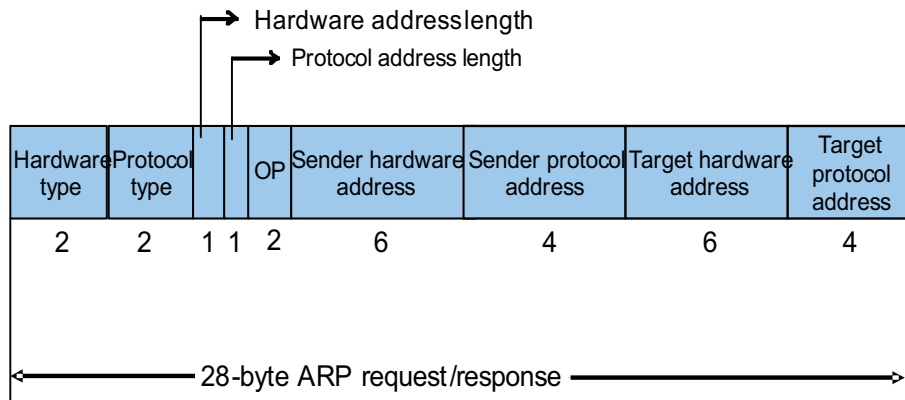 Hardware addresslength
Protocol address length
Hardware
type
Protocol
type
OP
Sender hardware
address
Sender protocol
address
Target hardware
address
Target
protocol
address
2 2 1 1 2 6 4 6 4
28-byte ARP request/response